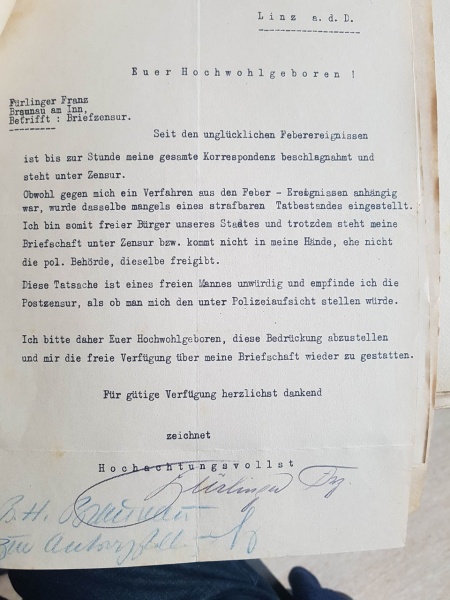 Linz a.d.D.
Euer Hochwohlgeboren !
Fürlinger Franz
Braunau am Inn,
Betrifft : Briefzensur.
Seit den unglücklichen Feberereignissen
ist bis zur Stunde meine gesamte Korrespondenz beschlagnahmt und
steht unter Zensur.
Obwohl gegen mich ein Verfahren aus den Feber - Ereignissen anhängig
war, wurde dasselbe mangels eines strafbaren Tatbestandes eingestellt.
Ich bin somit freier Bürger unseres Staates und trotzdem steht meine
Briefschaft unter Zensur bzw. kommt nicht in meine Hände, ehe nicht
die pol. Behörde, dieselbe freigibt.
Diese Tatsache ist eines freien Mannes unwürdig und empfinde ich die
Postzensur, als ob man mich den unter Polizeiaufsicht stellen würde.
Ich bitte daher Euer Hochwohlgeboren, diese Bedrückung abzustellen
und mir die freie Verfügung über meine Briefschaft wieder zu gestatten.
Für gütige Verfügung herzlichst dankend
zeichnet
Hochachtungsvollst
Fürlinger Frz
B.H. Braunau
zur